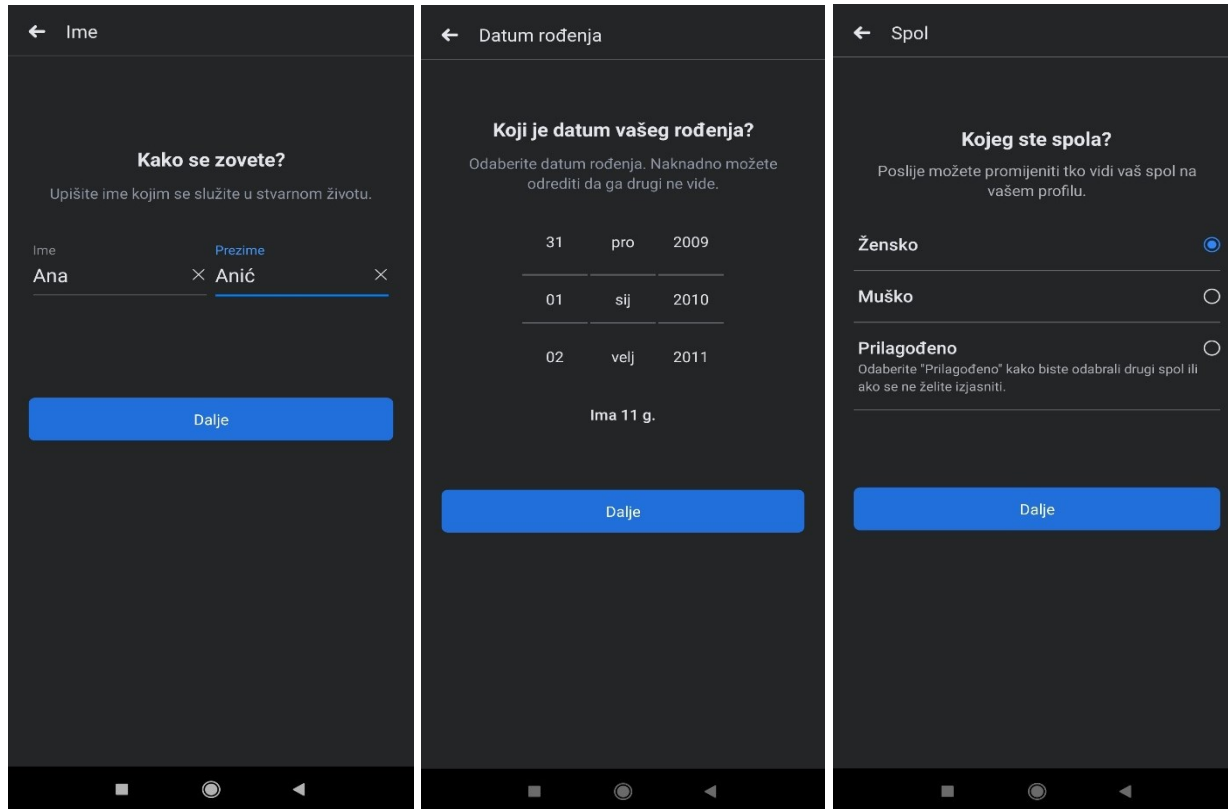 Ime
Kako se zovete?
Upišite ime kojim se služite u stvarnom životu.
Ime Prezime
Ana Anić
Dalje
Datum rođenja
Koji je datum vašeg rođenja?
Odaberite datum rođenja. Naknadno možete
odrediti da ga drugi ne vide.
31 pro 2009
01 sij 2010
02 velj 2011
Ima 11 g.
Dalje
Spol
Kojeg ste spola?
Poslije možete promijeniti tko vidi vaš spol na
vašem profilu.
Žensko
Muško
Prilagođeno
Odaberite "Prilagođeno" kako biste odabrali drugi spol ili
ako se ne želite izjasniti.
Dalje